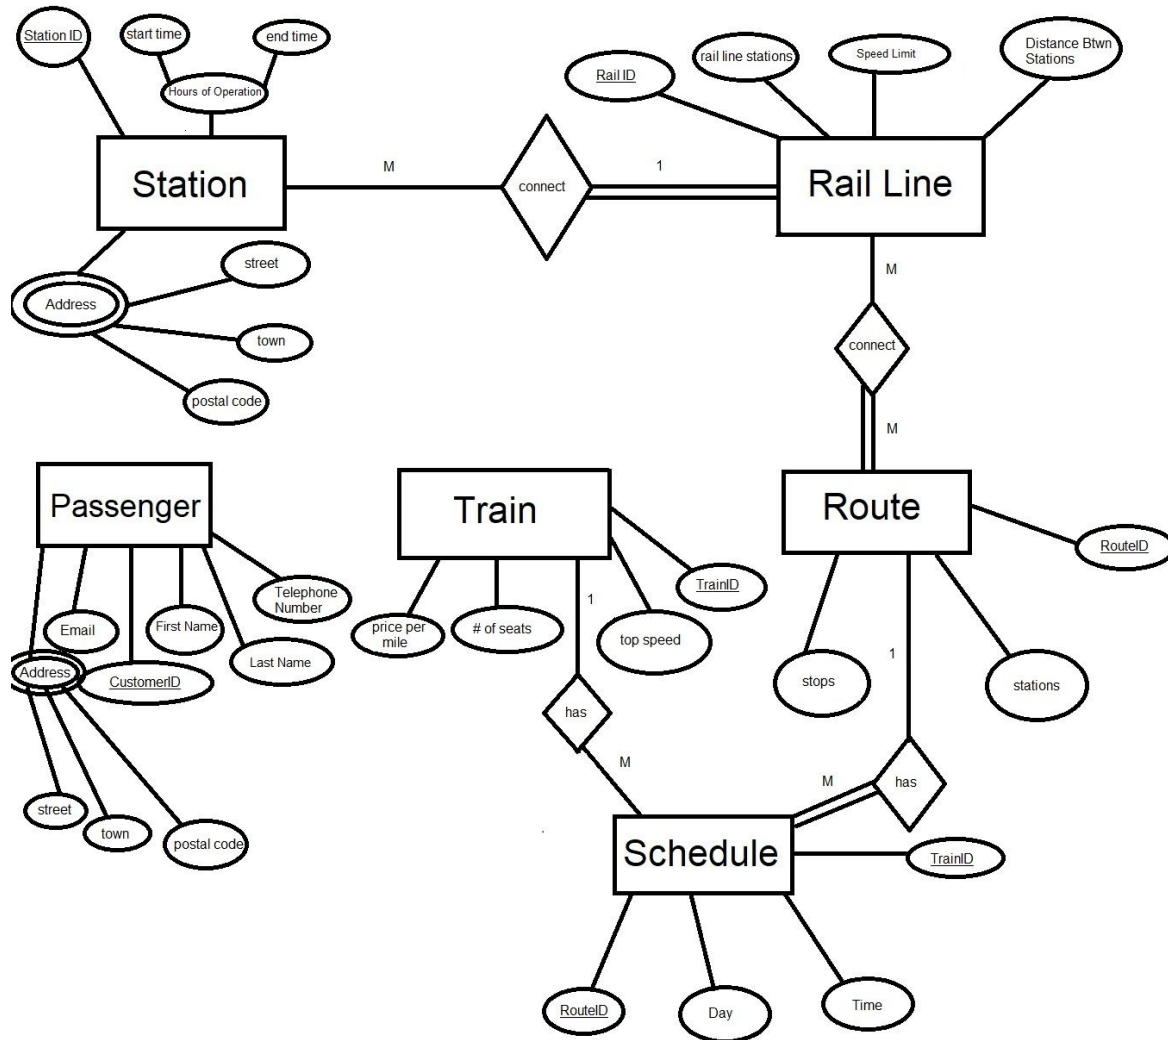 Station ID
start time
end time
Hours of Operation
Station
Address
street
town
postal code
M
connect
1
Rail ID
rail line stations
Speed Limit
Distance Btwn
Stations
Rail Line
M
connect
M
Passenger
Email
First Name
Telephone
Number
Last Name
Address
CustomerID
street
town
postal code
Train
price per
mile
# of seats
1
top speed
TrainID
has
M
Route
RouteID
stops
1
stations
has
M
Schedule
TrainID
RouteID
Day
Time